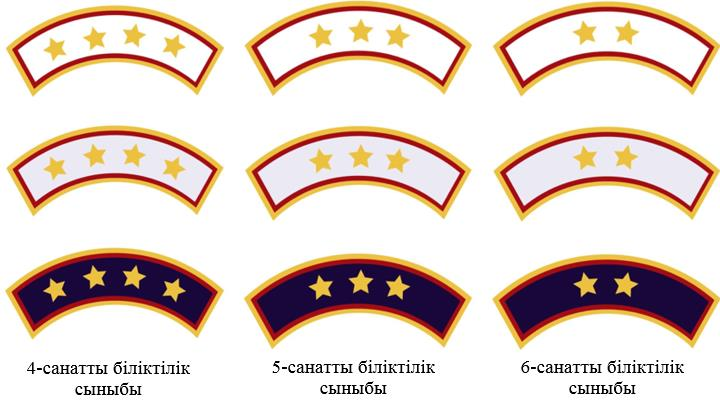 4-санатты біліктілік
сыныбы
5-санатты біліктілік
сыныбы
6-санатты біліктілік
сыныбы